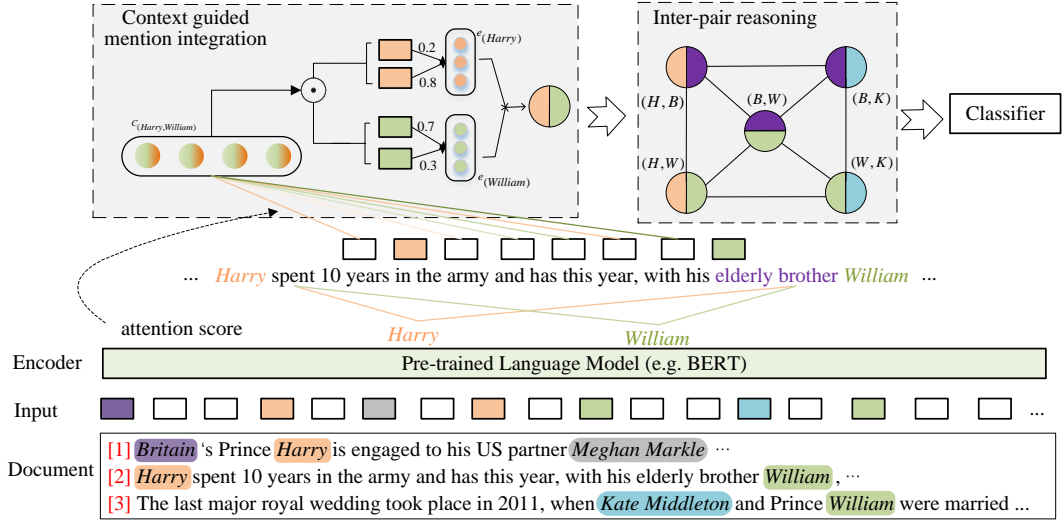 Context guided
mention integration
Inter-pair reasoning
0.2
0.8
e(Harry)
C(Harry,William)
0.7
0.3
e(William)
(H, B)
(B, W)
(B, K)
(H, W)
(W, K)
Classifier
... Harry spent 10 years in the army and has this year, with his elderly brother William ...
attention score
Harry
William
Encoder
Pre-trained Language Model (e.g. BERT)
Input
...
Document
[1] Britain 's Prince Harry is engaged to his US partner Meghan Markle ...
[2] Harry spent 10 years in the army and has this year, with his elderly brother William , ...
[3] The last major royal wedding took place in 2011, when Kate Middleton and Prince William were married ...